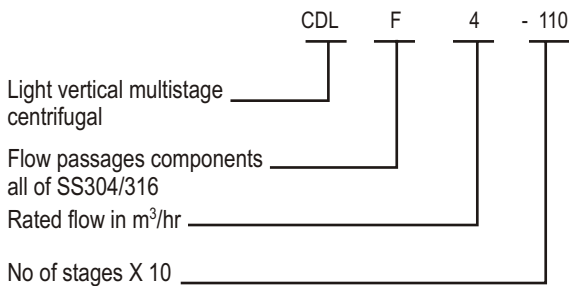 CDL F 4 - 110
Light vertical multistage
centrifugal
Flow passages components
all of SS304/316
Rated flow in m³/hr
No of stages X 10